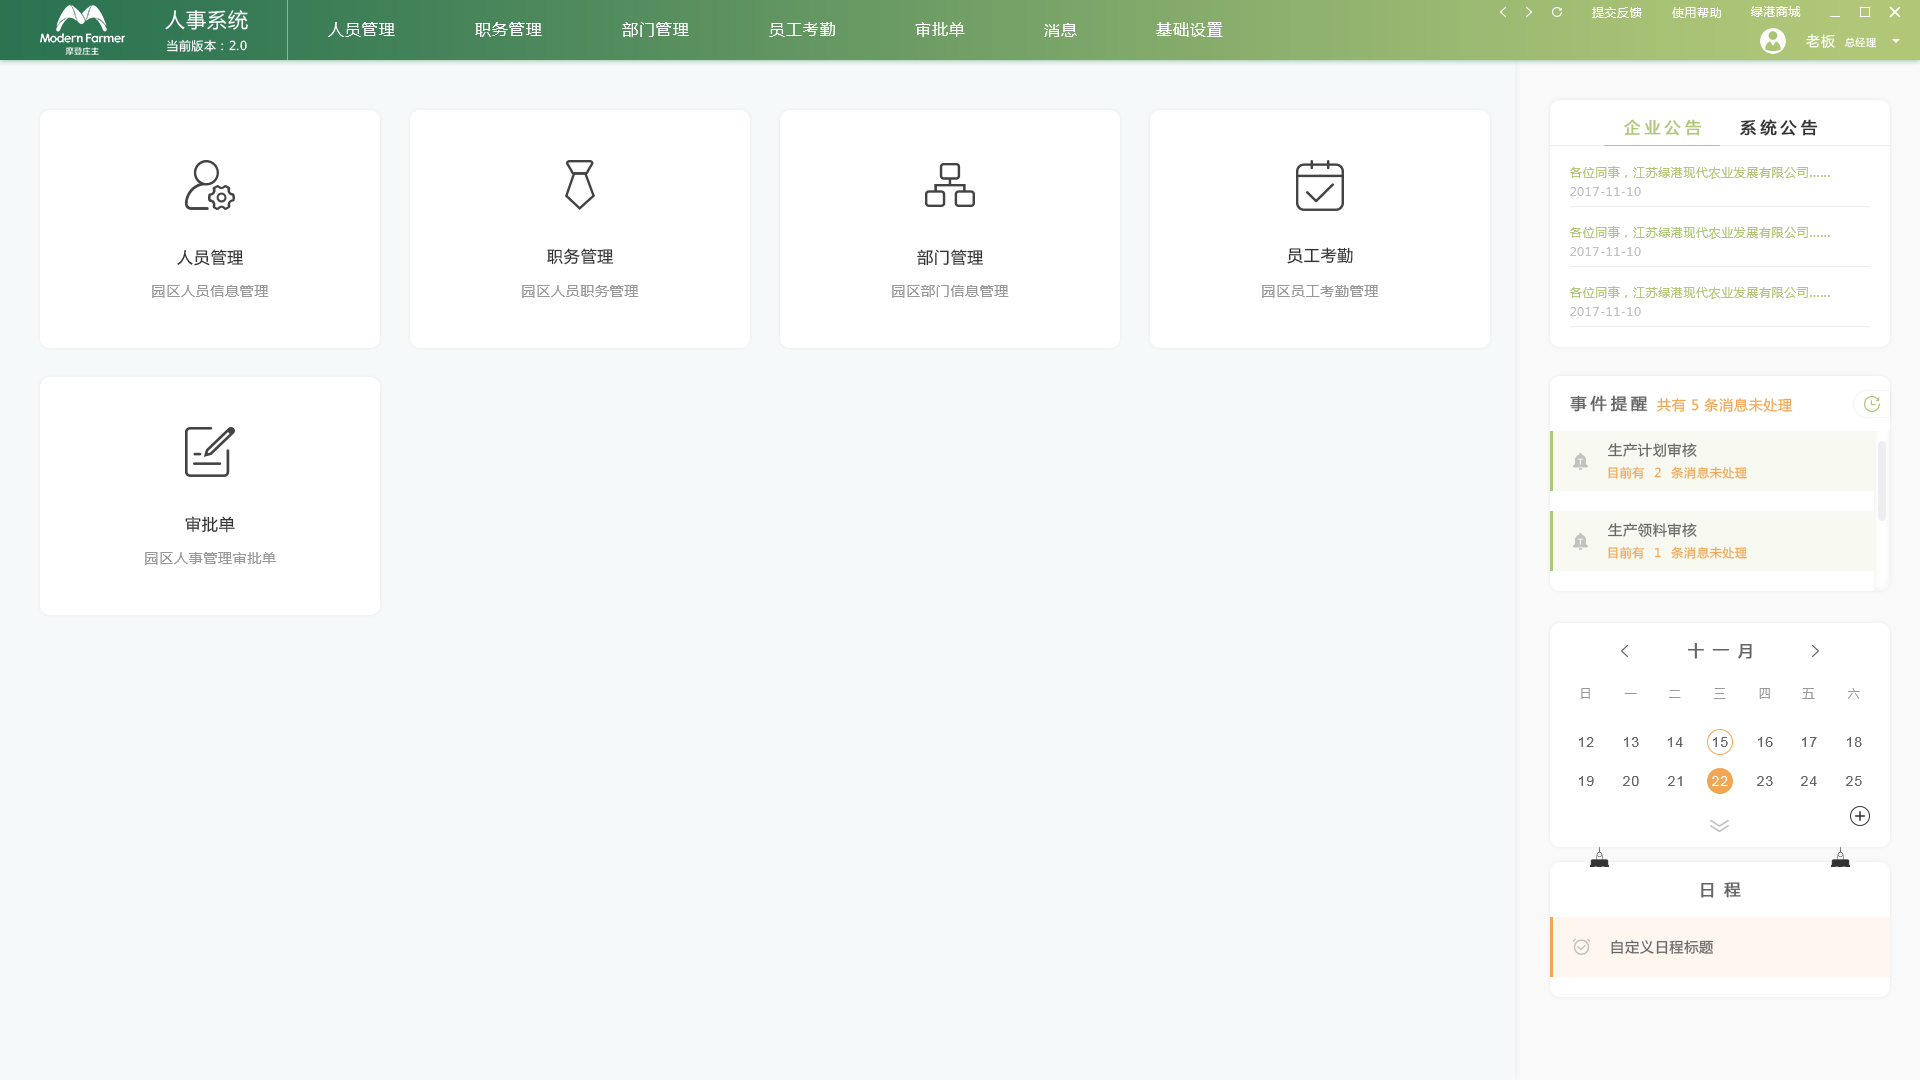 Modern Farmer
摩登庄主
人事系统
当前版本：2.0
人员管理
职务管理
部门管理
员工考勤
审批单
消息
基础设置
提交反馈
使用帮助
绿港商城
老板 总经理
人员管理
园区人员信息管理
职务管理
园区人员职务管理
部门管理
园区部门信息管理
员工考勤
园区员工考勤管理
审批单
园区人事管理审批单
企业公告 系统公告
各位同事，江苏绿港现代农业发展有限公司......
2017-11-10
各位同事，江苏绿港现代农业发展有限公司......
2017-11-10
各位同事，江苏绿港现代农业发展有限公司......
2017-11-10
事件提醒 共有 5 条消息未处理
生产计划审核
目前有 2 条消息未处理
生产领料审核
目前有 1 条消息未处理
十一月
日 一 二 三 四 五 六
12 13 14 15 16 17 18
19 20 21 22 23 24 25
日程
自定义日程标题